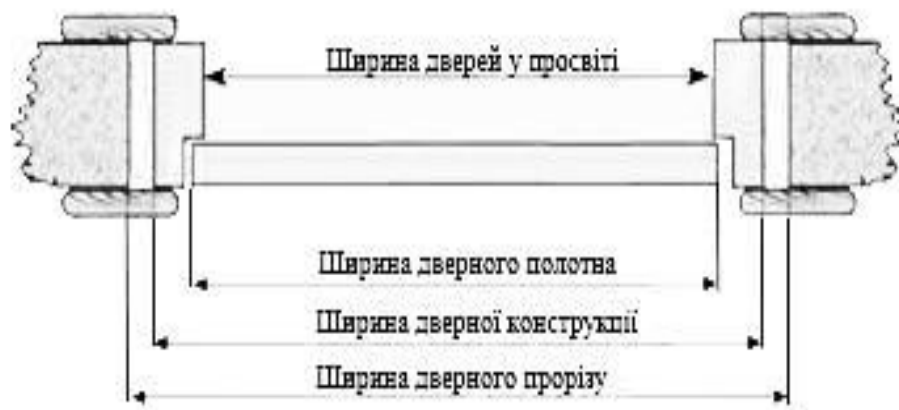 Ширина дверей у просвіті
Ширина дверного полотна
Ширина дверної конструкції
Ширина дверного прорізу